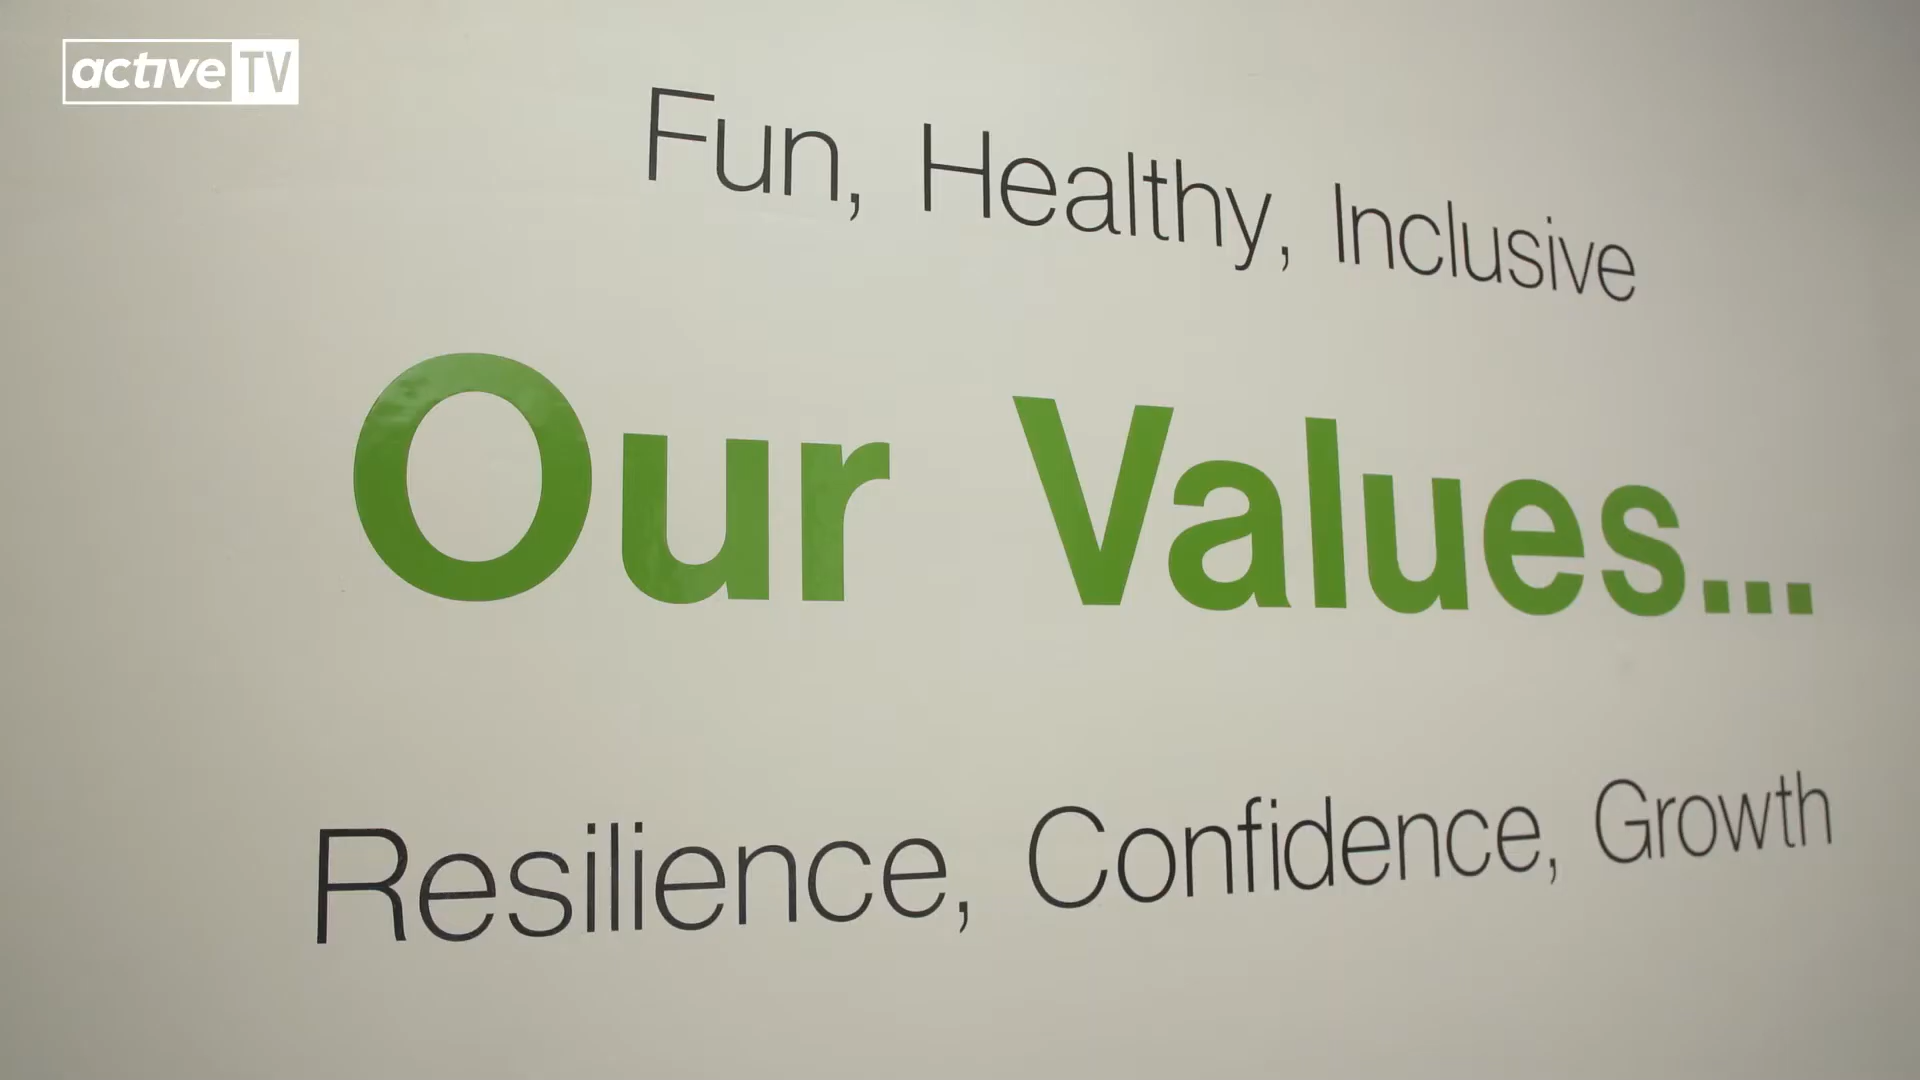 active TV
Fun, Healthy, Inclusive
Our Values...
Resilience, Confidence, Growth